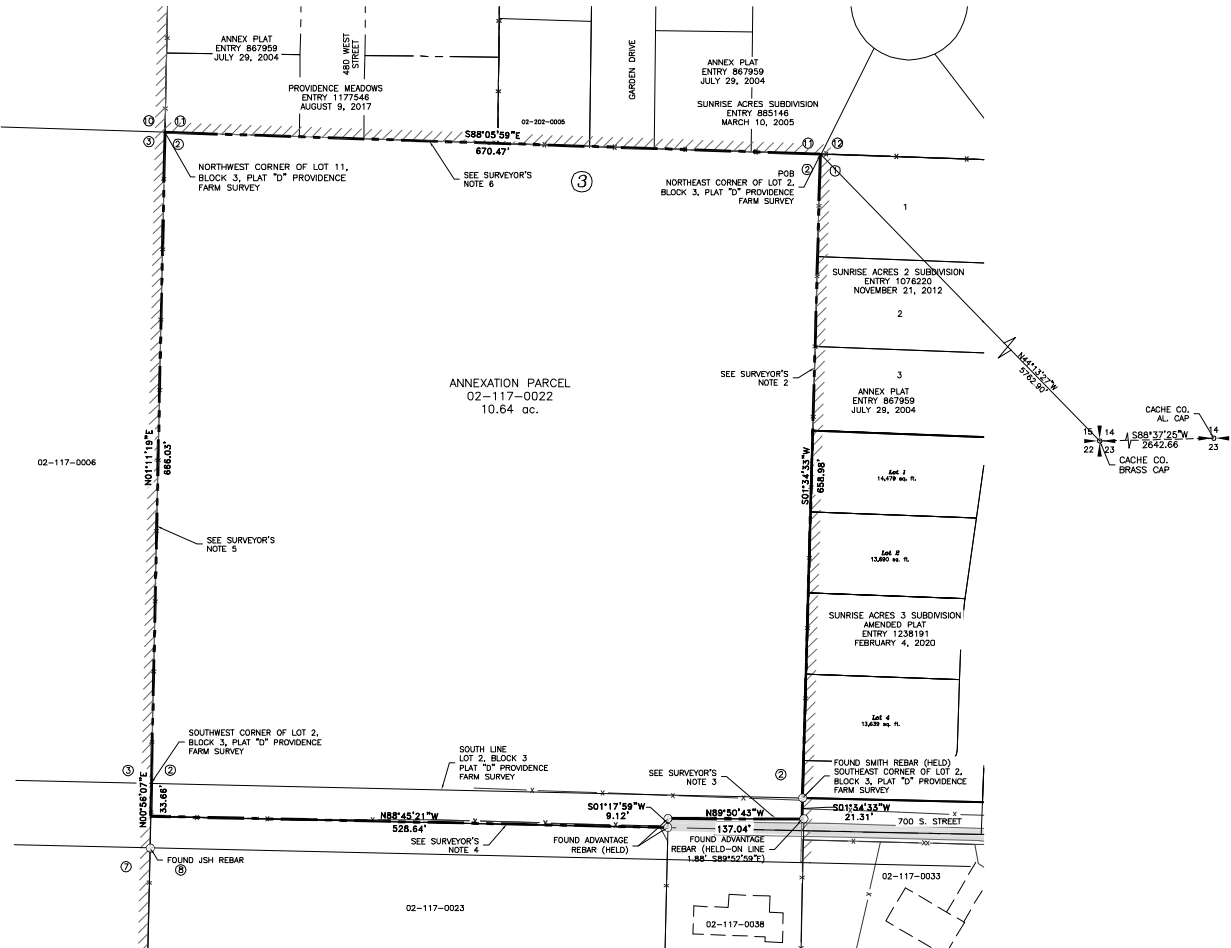 ANNEX PLAT
ENTRY 867959
JULY 29, 2004
480 WEST
STREET
PROVIDENCE MEADOWS
ENTRY 1177546
AUGUST 9, 2017
GARDEN DRIVE
ANNEX PLAT
ENTRY 867959
JULY 29, 2004
SUNRISE ACRES SUBDIVISION
ENTRY 885146
MARCH 10, 2005
02-202-0005
10 11
3 2
S88°05'59"E
670.47'
11 12
2 1
NORTHWEST CORNER OF LOT 11,
BLOCK 3, PLAT "D" PROVIDENCE
FARM SURVEY
SEE SURVEYOR'S
NOTE 6
3
POB
NORTHEAST CORNER OF LOT 2,
BLOCK 3, PLAT "D" PROVIDENCE
FARM SURVEY
1
SUNRISE ACRES 2 SUBDIVISION
ENTRY 1076220
NOVEMBER 21, 2012
2
N44°13'27"W
5762.90'
SEE SURVEYOR'S
NOTE 2
3
ANNEX PLAT
ENTRY 867959
JULY 29, 2004
ANNEXATION PARCEL
02-117-0022
10.64 ac.
CACHE CO.
AL. CAP
15 14
22 23
S88°37'25"W
2642.66
14
23
CACHE CO.
BRASS CAP
02-117-0006
N01°11'19"E
666.03'
S01°34'33"W
658.98'
Lot 1
14,479 sq. ft.
SEE SURVEYOR'S
NOTE 5
Lot 2
13,690 sq. ft.
SUNRISE ACRES 3 SUBDIVISION
AMENDED PLAT
ENTRY 1238191
FEBRUARY 4, 2020
Lot 4
13,639 sq. ft.
SOUTHWEST CORNER OF LOT 2,
BLOCK 3, PLAT "D" PROVIDENCE
FARM SURVEY
3 2
SOUTH LINE
LOT 2, BLOCK 3
PLAT "D" PROVIDENCE
FARM SURVEY
SEE SURVEYOR'S
NOTE 3
2
FOUND SMITH REBAR (HELD)
SOUTHEAST CORNER OF LOT 2,
BLOCK 3, PLAT "D" PROVIDENCE
FARM SURVEY
N00°56'07"E
33.66'
N88°45'21"W
528.64'
S01°17'59"W
9.12'
N89°50'43"W
137.04'
S01°34'33"W
21.31'
700 S. STREET
SEE SURVEYOR'S
NOTE 4
FOUND ADVANTAGE
REBAR (HELD)
FOUND ADVANTAGE
REBAR (HELD-ON LINE
1.88' S89°52'59"E)
FOUND JSH REBAR
7 8
02-117-0033
02-117-0023
02-117-0038